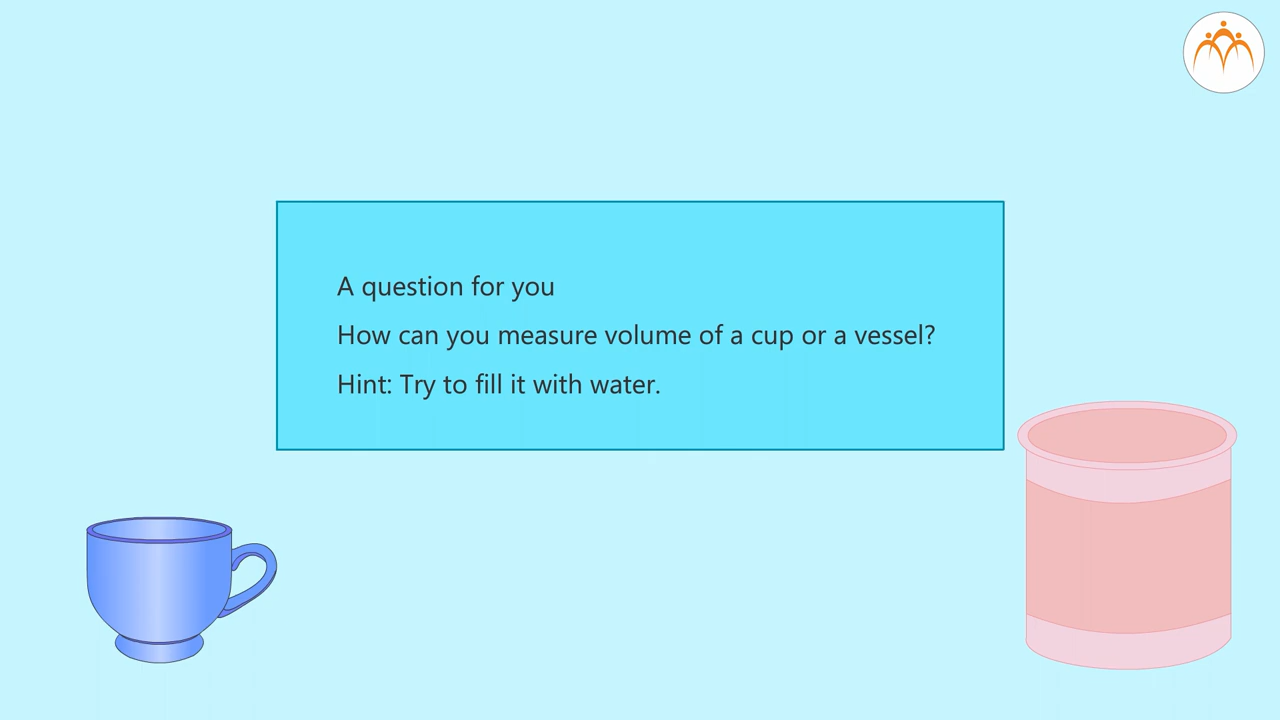 A question for you
How can you measure volume of a cup or a vessel?
Hint: Try to fill it with water.